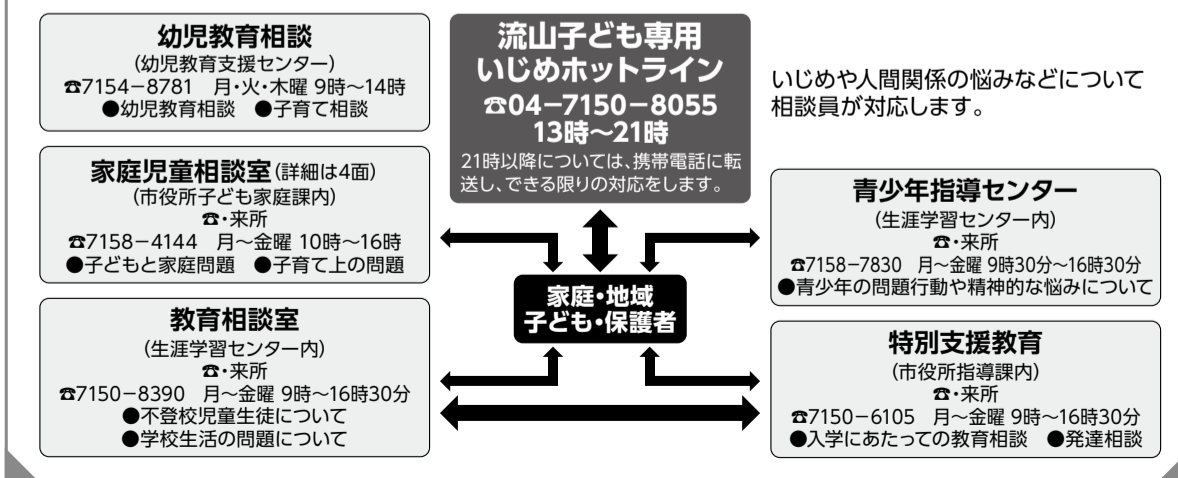 幼児教育相談
(幼児教育支援センター)
☎7154−8781　月・火・木曜 9時～14時
●幼児教育相談　●子育て相談
家庭児童相談室(詳細は4面)
(市役所子ども家庭課内)
☎・来所
☎7158−4144　月～金曜 10時～16時
●子どもと家庭問題　●子育て上の問題
教育相談室
(生涯学習センター内)
☎・来所
☎7150−8390　月～金曜 9時～16時30分
●不登校児童生徒について
●学校生活の問題について
流山子ども専用
いじめホットライン
☎04−7150−8055
13時～21時
21時以降については、携帯電話に転
送し、できる限りの対応をします。
家庭・地域
子ども・保護者
いじめや人間関係の悩みなどについて
相談員が対応します。
青少年指導センター
(生涯学習センター内)
☎・来所
☎7158−7830　月～金曜 9時30分～16時30分
●青少年の問題行動や精神的な悩みについて
特別支援教育
(市役所指導課内)
☎・来所
☎7150−6105　月～金曜 9時～16時30分
●入学にあたっての教育相談　●発達相談